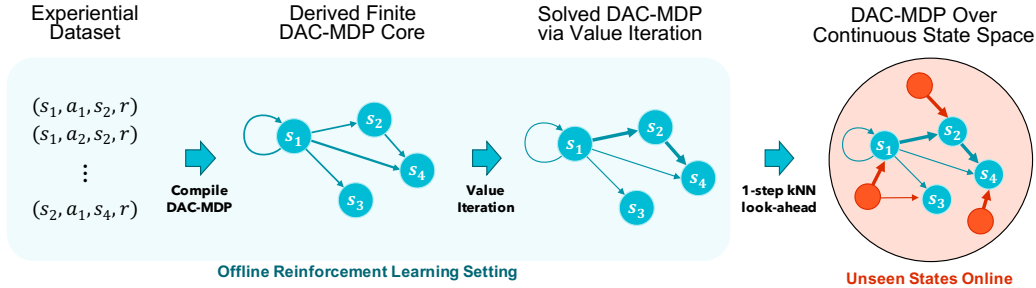 Experiential
Dataset
Derived Finite
DAC-MDP Core
Solved DAC-MDP
via Value Iteration
DAC-MDP Over
Continuous State Space
(s₁, a₁, s₂, r)
(s₁, a₂, s₂, r)
⋮
(s₂, a₁, s₄, r)
Compile
DAC-MDP
s₁
s₂
s₄
s₃
Value
Iteration
s₁
s₂
s₄
s₃
1-step kNN
look-ahead
s₁
s₂
s₄
s₃
Offline Reinforcement Learning Setting
Unseen States Online